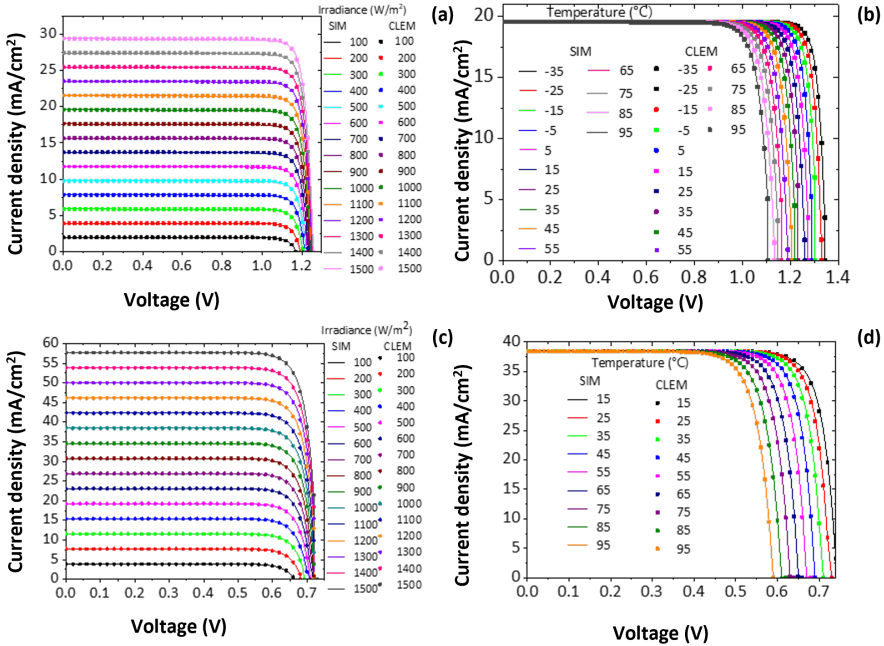 Irradiance (W/m²)
SIM CLEM
100 100
200 200
300 300
400 400
500 500
600 600
700 700
800 800
900 900
1000 1000
1100 1100
1200 1200
1300 1300
1400 1400
1500 1500
(a)
30
25
20
15
10
5
0
0.0 0.2 0.4 0.6 0.8 1.0 1.2
Current density (mA/cm²)
Voltage (V)
(b)
Temperature (°C)
SIM CLEM
-35 65 -35 65
-25 75 -25 75
-15 85 -15 85
-5 95 -5 95
5 5
15 15
25 25
35 35
45 45
55 55
20
15
10
5
0
0.0 0.2 0.4 0.6 0.8 1.0 1.2 1.4
Current density (mA/cm²)
Voltage (V)
Irradiance (W/m²)
SIM CLEM
100 100
200 200
300 300
400 400
500 500
600 600
700 700
800 800
900 900
1000 1000
1100 1100
1200 1200
1300 1300
1400 1400
1500 1500
(c)
60
55
50
45
40
35
30
25
20
15
10
5
0
0.0 0.1 0.2 0.3 0.4 0.5 0.6 0.7
Current density (mA/cm²)
Voltage (V)
(d)
Temperature (°C)
SIM CLEM
15 15
25 25
35 35
45 45
55 55
65 65
75 75
85 85
95 95
40
35
30
25
20
15
10
5
0
0.0 0.1 0.2 0.3 0.4 0.5 0.6 0.7
Current density (mA/cm²)
Voltage (V)